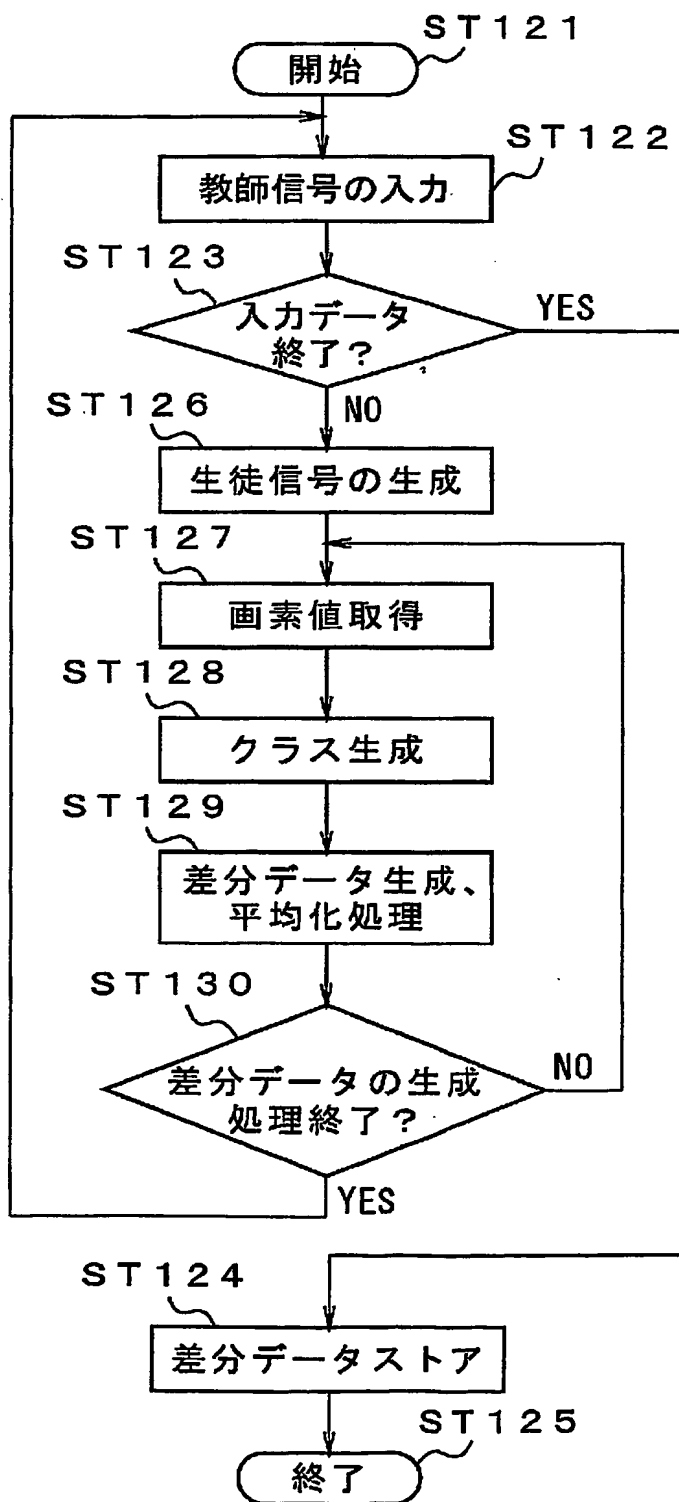 ST121
開始
ST122
教師信号の入力
ST123
入力データ
終了?
YES
NO
ST126
生徒信号の生成
ST127
画素値取得
ST128
クラス生成
ST129
差分データ生成、
平均化処理
ST130
差分データの生成
処理終了?
NO
YES
ST124
差分データストア
ST125
終了